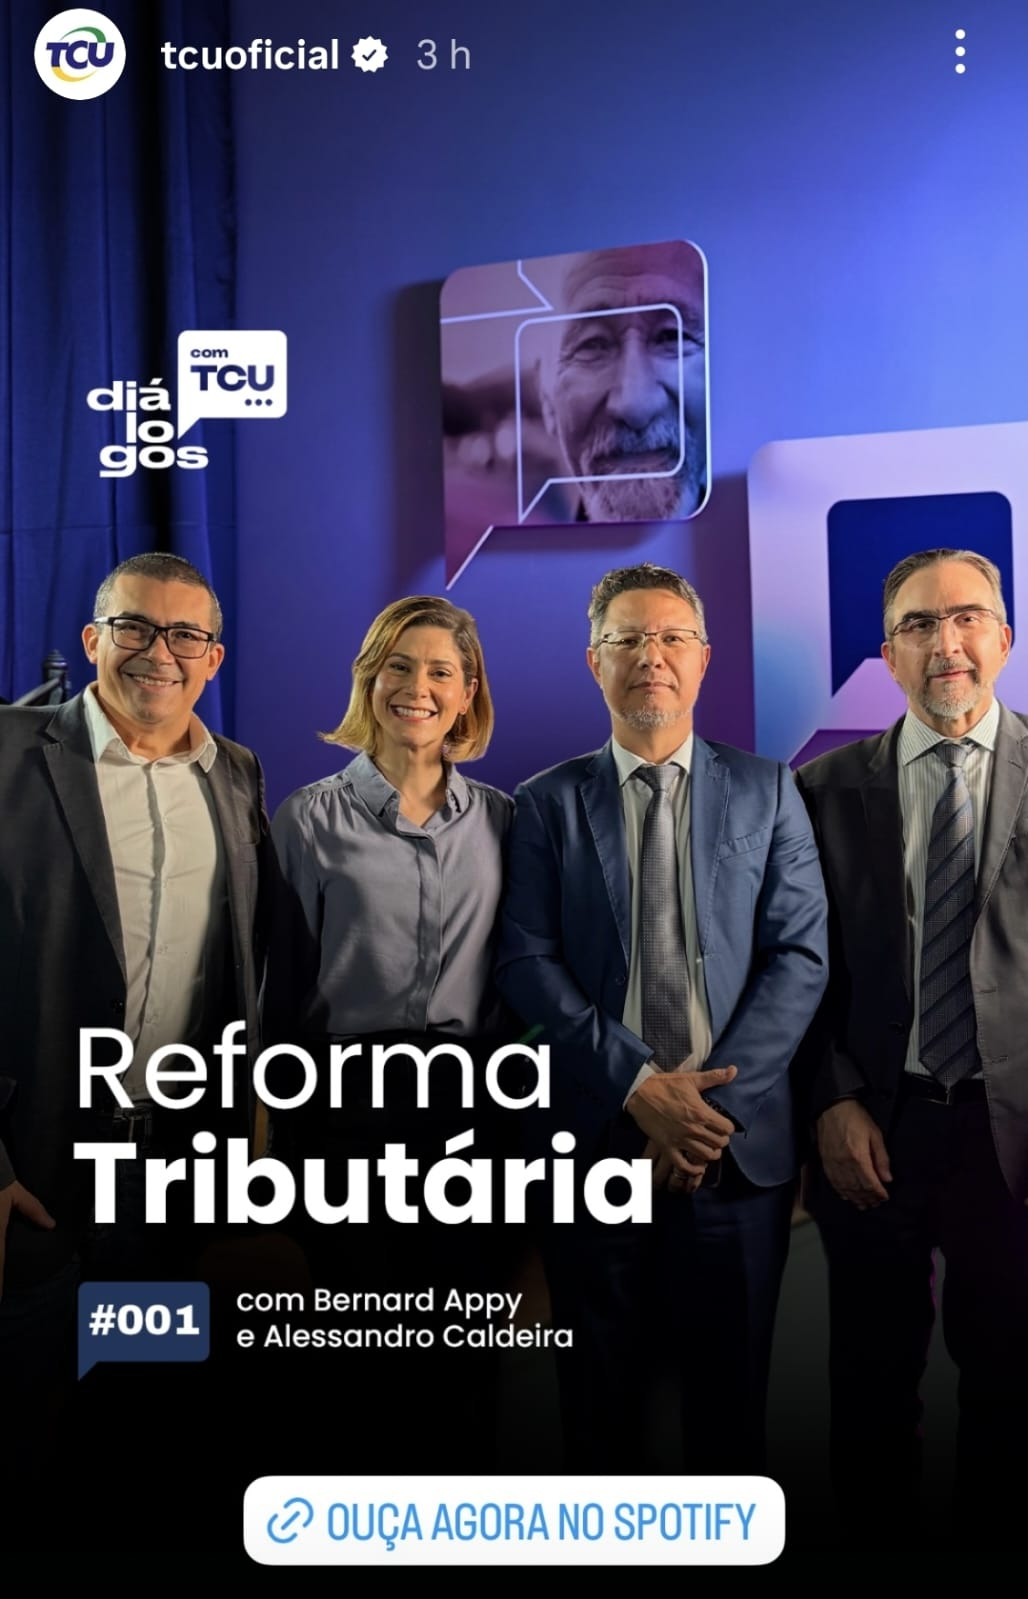 TCU
tcuoficial 3 h
com
TCU
...
diá
lo
gos
Reforma
Tributária
#001
com Bernard Appy
e Alessandro Caldeira
OUÇA AGORA NO SPOTIFY